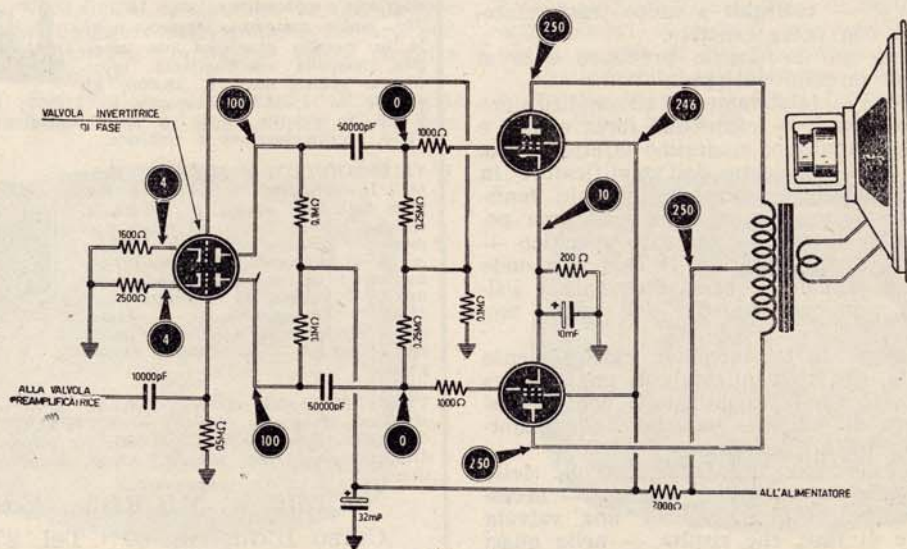 250
100
0
50000pF
1000Ω
246
VALVOLA INVERTITRICE
DI FASE
4
1600Ω
0,1MΩ
0,25MΩ
10
250
200 Ω
2500Ω
4
0,1MΩ
0,25MΩ
0,1MΩ
+
10mF
10000pF
ALLA VALVOLA
PREAMPLIFICATRICE
50000pF
1000Ω
0,5MΩ
100
0
250
+
32mF
ALL'ALIMENTATORE